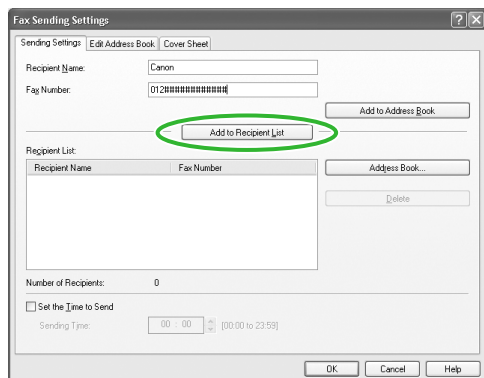 Fax Sending Settings
Sending Settings Edit Address Book Cover Sheet
Recipient Name: Canon
Fax Number: 012############
Add to Address Book
Add to Recipient List
Recipient List:
Recipient Name Fax Number
Address Book...
Delete
Number of Recipients: 0
Set the Time to Send
Sending Time: 00 : 00 [00:00 to 23:59]
OK Cancel Help